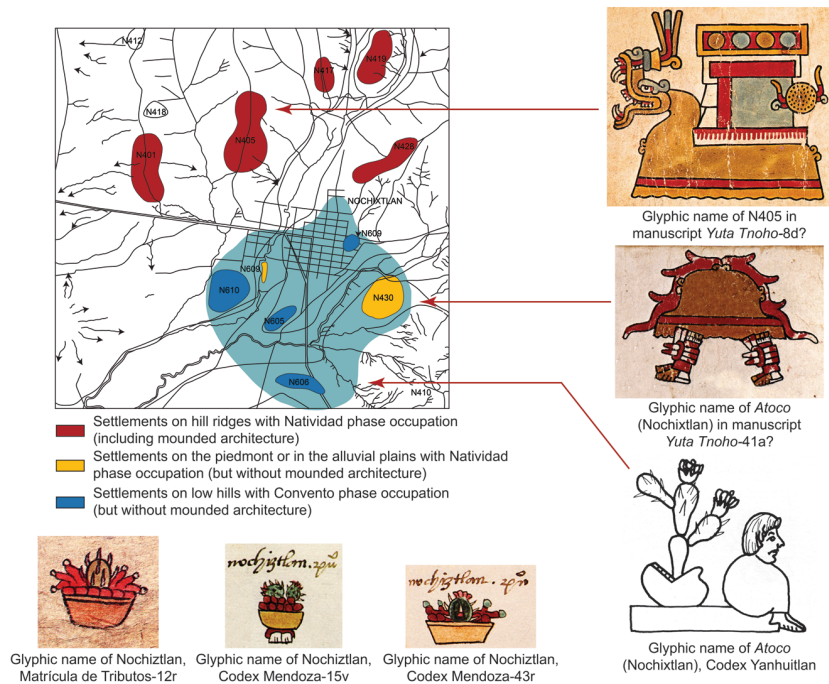 N412
N419
N417
N418
N405
N401
N428
NOCHIXTLAN
N609
N609
N610
N430
N605
N606
N410
Glyphic name of N405 in
manuscript Yuta Tnoho-8d?
Glyphic name of Atoco
(Nochixtlan) in manuscript
Yuta Tnoho-41a?
Settlements on hill ridges with Natividad phase occupation
(including mounded architecture)
Settlements on the piedmont or in the alluvial plains with Natividad
phase occupation (but without mounded architecture)
Settlements on low hills with Convento phase occupation
(but without mounded architecture)
Glyphic name of Atoco
(Nochixtlan), Codex Yanhuitlan
nochiztlam.
nochiztlam.
Glyphic name of Nochiztlan,
Matrícula de Tributos-12r
Glyphic name of Nochiztlan,
Codex Mendoza-15v
Glyphic name of Nochiztlan,
Codex Mendoza-43r